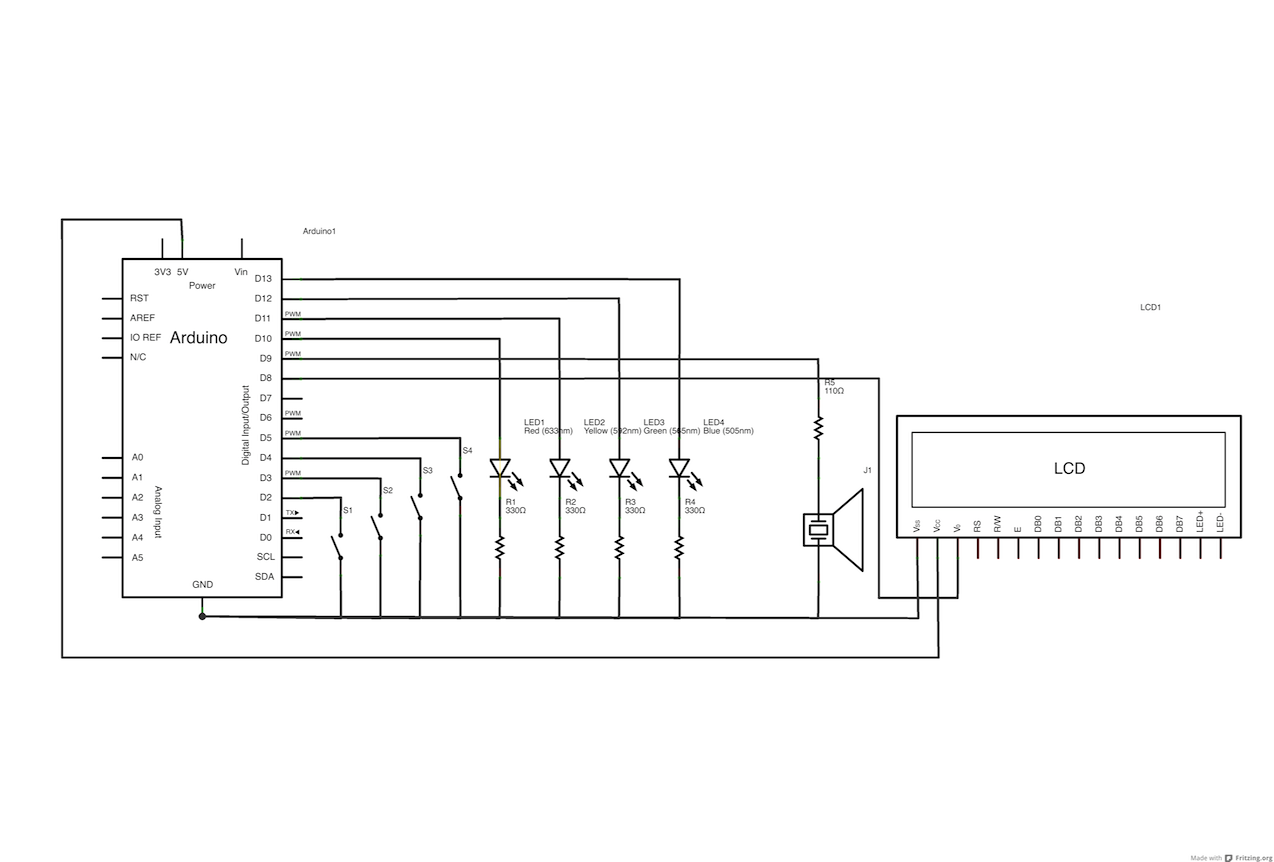 Arduino1
3V3 5V Vin
Power
D13
RST
D12
AREF
PWM
D11
IO REF
Arduino
PWM
D10
N/C
PWM
D9
D8
D7
PWM
D6
Digital Input/Output
PWM
D5
A0
D4
A1
PWM
D3
A2
D2
A3
TX
D1
A4
RX
D0
A5
SCL
SDA
Analog Input
GND
S1
S2
S3
S4
LED1
Red (633nm)
LED2
Yellow (592nm)
LED3
Green (565nm)
LED4
Blue (505nm)
R1
330Ω
R2
330Ω
R3
330Ω
R4
330Ω
R5
110Ω
J1
LCD1
LCD
Vss
Vcc
V0
RS
R/W
E
DB0
DB1
DB2
DB3
DB4
DB5
DB6
DB7
LED+
LED-
Made with Fritzing.org